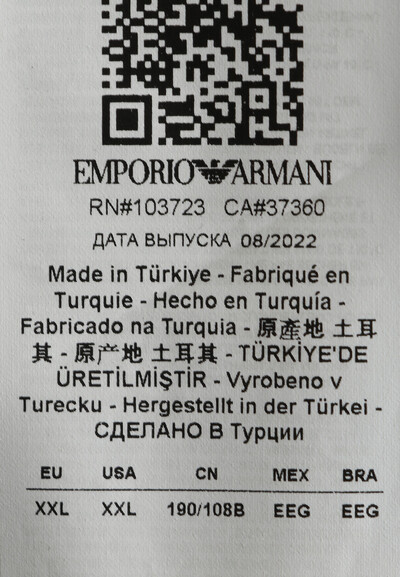 EMPORIO ARMANI
RN#103723 CA#37360
ДАТА ВЫПУСКА 08/2022
Made in Türkiye - Fabriqué en
Turquie - Hecho en Turquía -
Fabricado na Turquia - 原產地 土耳
其 - 原产地 土耳其 - TÜRKİYE'DE
ÜRETİLMİŞTİR - Vyrobeno v
Turecku - Hergestellt in der Türkei -
СДЕЛАНО В Турции
EU USA CN MEX BRA
XXL XXL 190/108B EEG EEG